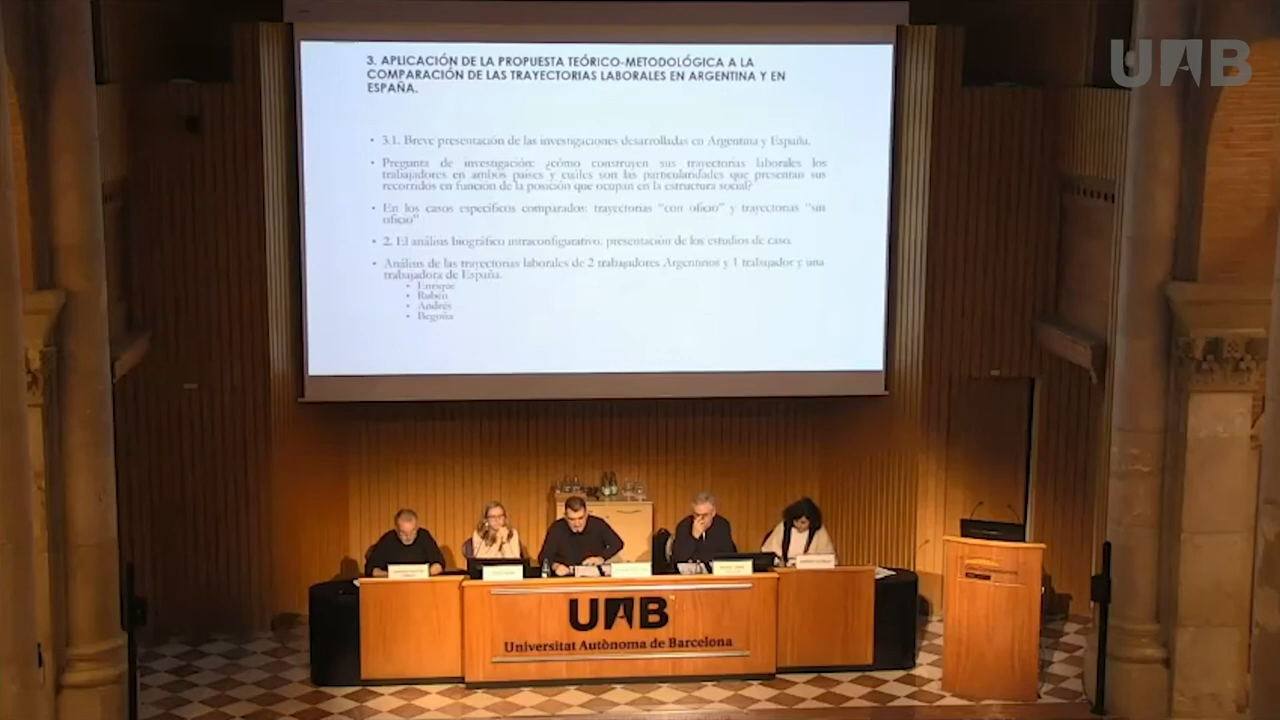 UAB
3. APLICACIÓN DE LA PROPUESTA TEÓRICO-METODOLÓGICA A LA
COMPARACIÓN DE LAS TRAYECTORIAS LABORALES EN ARGENTINA Y EN
ESPAÑA.
• 3.1. Breve presentación de las investigaciones desarrolladas en Argentina y España.
• Pregunta de investigación: ¿cómo construyen sus trayectorias laborales los
trabajadores en ambos países y cuáles son las particularidades que presentan sus
recorridos en función de la posición que ocupan en la estructura social?
• En los casos específicos comparados: trayectorias "con oficio" y trayectorias "sin
oficio"
• 2. El análisis biográfico intraconfigurativo: presentación de los estudios de caso.
• Análisis de las trayectorias laborales de 2 trabajadores Argentinos y 1 trabajador y una
trabajadora de España.
• Enrique
• Rubén
• Andrés
• Begoña
UAB
Universitat Autònoma de Barcelona